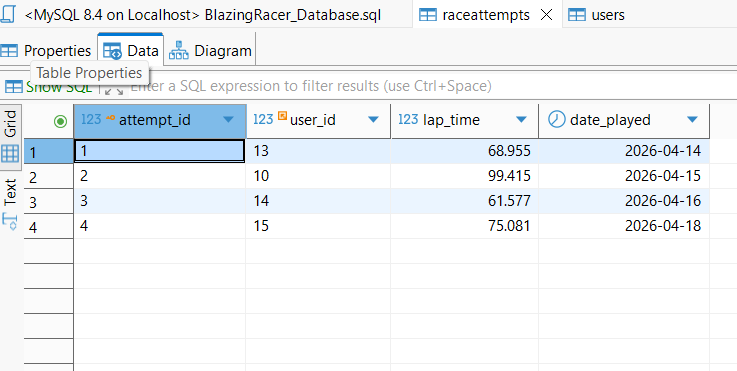 <MySQL 8.4 on Localhost> BlazingRacer_Database.sql raceattempts users
Properties Data Diagram
Table Properties
Show SQL Enter a SQL expression to filter results (use Ctrl+Space)
Grid
Text
123 attempt_id 123 user_id 123 lap_time date_played
1 1 13 68.955 2026-04-14
2 2 10 99.415 2026-04-15
3 3 14 61.577 2026-04-16
4 4 15 75.081 2026-04-18